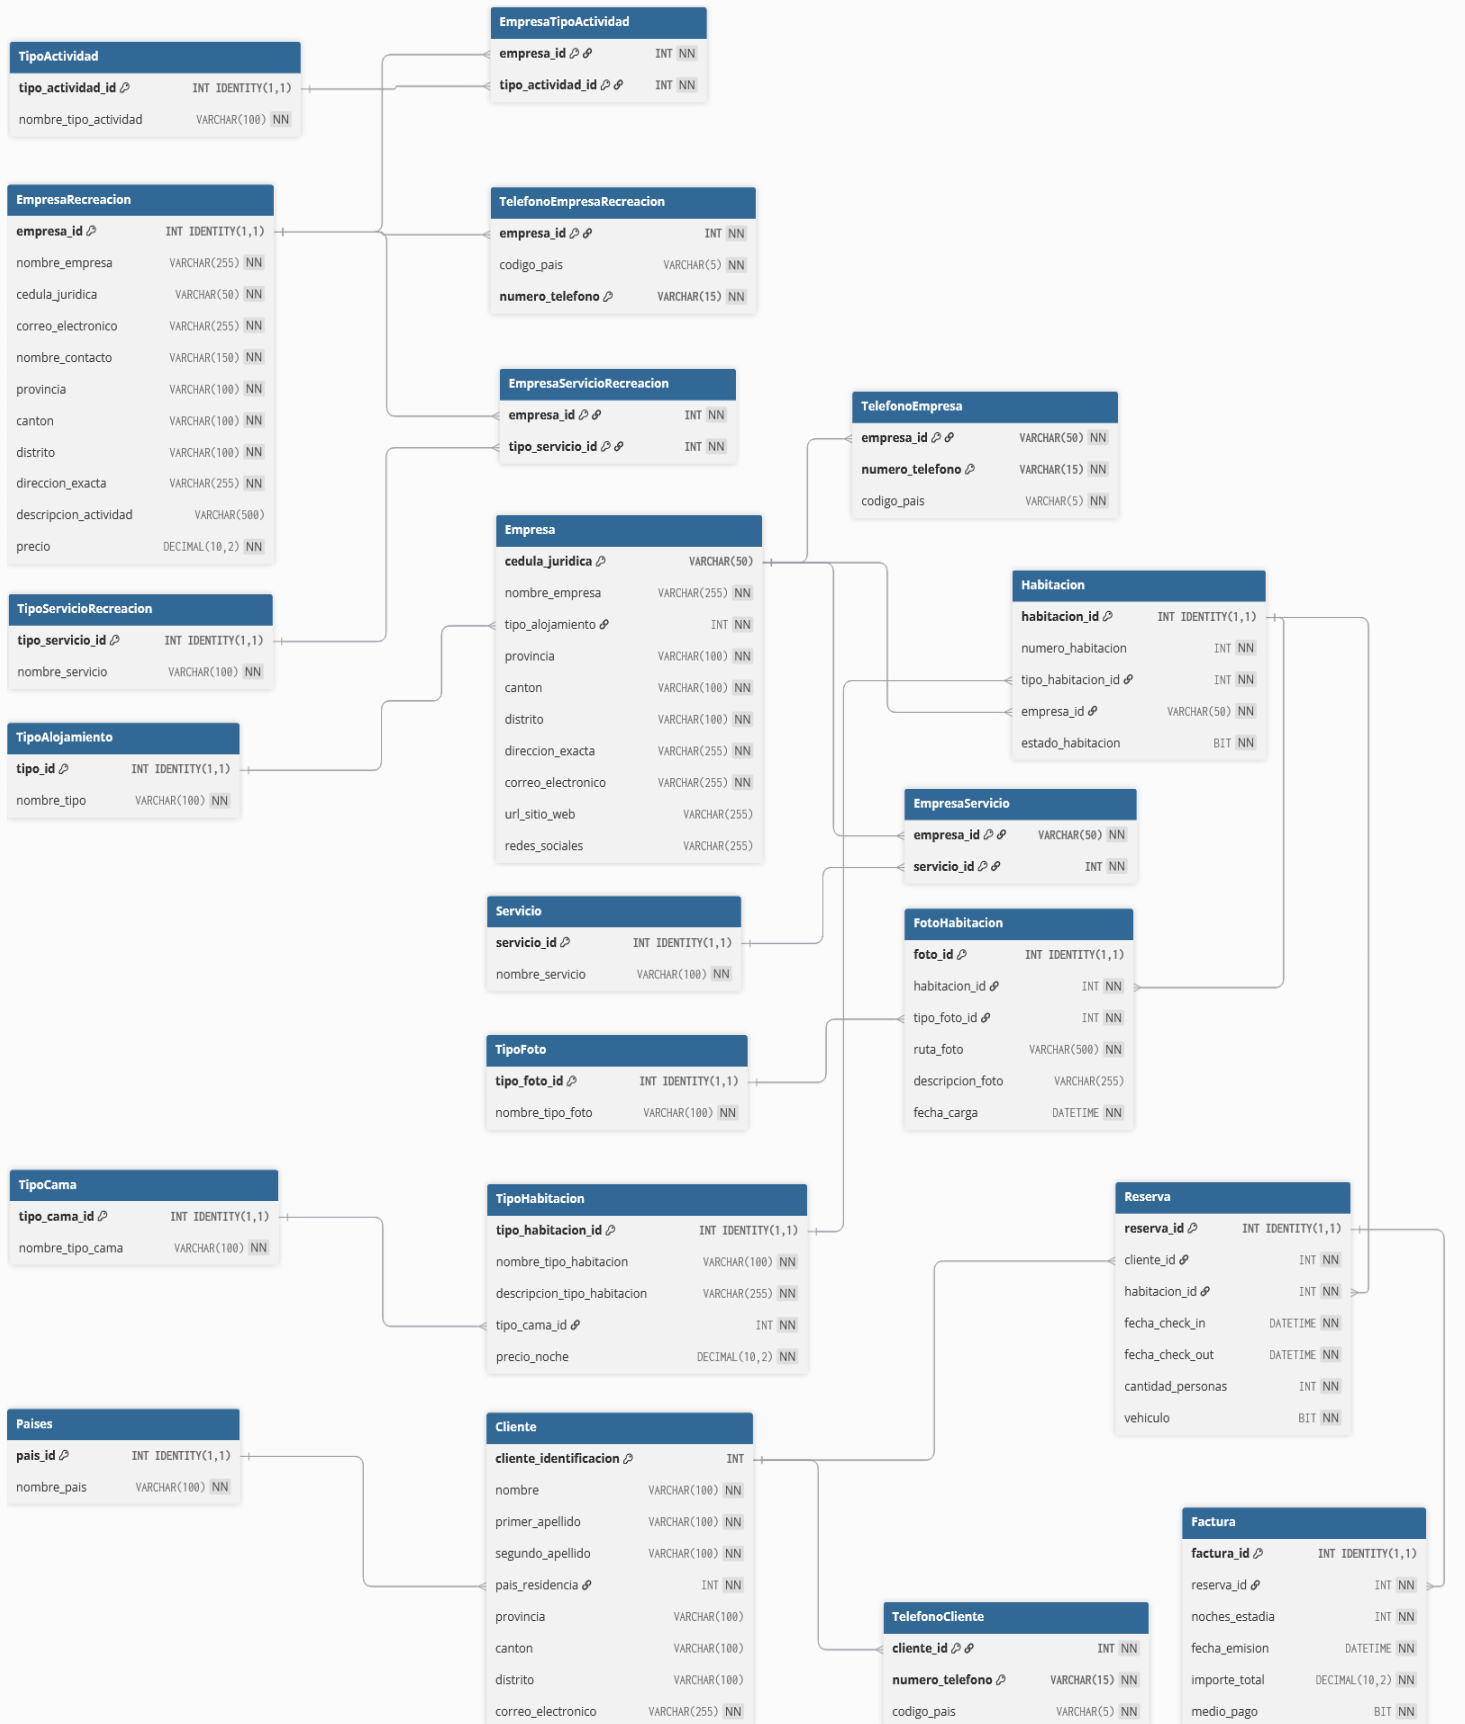 TipoActividad
tipo_actividad_id INT IDENTITY(1,1)
nombre_tipo_actividad VARCHAR(100) NN
EmpresaTipoActividad
empresa_id INT NN
tipo_actividad_id INT NN
EmpresaRecreacion
empresa_id INT IDENTITY(1,1)
nombre_empresa VARCHAR(255) NN
cedula_juridica VARCHAR(50) NN
correo_electronico VARCHAR(255) NN
nombre_contacto VARCHAR(150) NN
provincia VARCHAR(100) NN
canton VARCHAR(100) NN
distrito VARCHAR(100) NN
direccion_exacta VARCHAR(255) NN
descripcion_actividad VARCHAR(500)
precio DECIMAL(10,2) NN
TelefonoEmpresaRecreacion
empresa_id INT NN
codigo_pais VARCHAR(5) NN
numero_telefono VARCHAR(15) NN
EmpresaServicioRecreacion
empresa_id INT NN
tipo_servicio_id INT NN
TelefonoEmpresa
empresa_id VARCHAR(50) NN
numero_telefono VARCHAR(15) NN
codigo_pais VARCHAR(5) NN
TipoServicioRecreacion
tipo_servicio_id INT IDENTITY(1,1)
nombre_servicio VARCHAR(100) NN
Empresa
cedula_juridica VARCHAR(50)
nombre_empresa VARCHAR(255) NN
tipo_alojamiento INT NN
provincia VARCHAR(100) NN
canton VARCHAR(100) NN
distrito VARCHAR(100) NN
direccion_exacta VARCHAR(255) NN
correo_electronico VARCHAR(255) NN
url_sitio_web VARCHAR(255)
redes_sociales VARCHAR(255)
Habitacion
habitacion_id INT IDENTITY(1,1)
numero_habitacion INT NN
tipo_habitacion_id INT NN
empresa_id VARCHAR(50) NN
estado_habitacion BIT NN
TipoAlojamiento
tipo_id INT IDENTITY(1,1)
nombre_tipo VARCHAR(100) NN
EmpresaServicio
empresa_id VARCHAR(50) NN
servicio_id INT NN
Servicio
servicio_id INT IDENTITY(1,1)
nombre_servicio VARCHAR(100) NN
FotoHabitacion
foto_id INT IDENTITY(1,1)
habitacion_id INT NN
tipo_foto_id INT NN
ruta_foto VARCHAR(500) NN
descripcion_foto VARCHAR(255)
fecha_carga DATETIME NN
TipoFoto
tipo_foto_id INT IDENTITY(1,1)
nombre_tipo_foto VARCHAR(100) NN
TipoCama
tipo_cama_id INT IDENTITY(1,1)
nombre_tipo_cama VARCHAR(100) NN
TipoHabitacion
tipo_habitacion_id INT IDENTITY(1,1)
nombre_tipo_habitacion VARCHAR(100) NN
descripcion_tipo_habitacion VARCHAR(255) NN
tipo_cama_id INT NN
precio_noche DECIMAL(10,2) NN
Reserva
reserva_id INT IDENTITY(1,1)
cliente_id INT NN
habitacion_id INT NN
fecha_check_in DATETIME NN
fecha_check_out DATETIME NN
cantidad_personas INT NN
vehiculo BIT NN
Paises
pais_id INT IDENTITY(1,1)
nombre_pais VARCHAR(100) NN
Cliente
cliente_identificacion INT
nombre VARCHAR(100) NN
primer_apellido VARCHAR(100) NN
segundo_apellido VARCHAR(100) NN
pais_residencia INT NN
provincia VARCHAR(100)
canton VARCHAR(100)
distrito VARCHAR(100)
correo_electronico VARCHAR(255) NN
TelefonoCliente
cliente_id INT NN
numero_telefono VARCHAR(15) NN
codigo_pais VARCHAR(5) NN
Factura
factura_id INT IDENTITY(1,1)
reserva_id INT NN
noches_estadia INT NN
fecha_emision DATETIME NN
importe_total DECIMAL(10,2) NN
medio_pago BIT NN